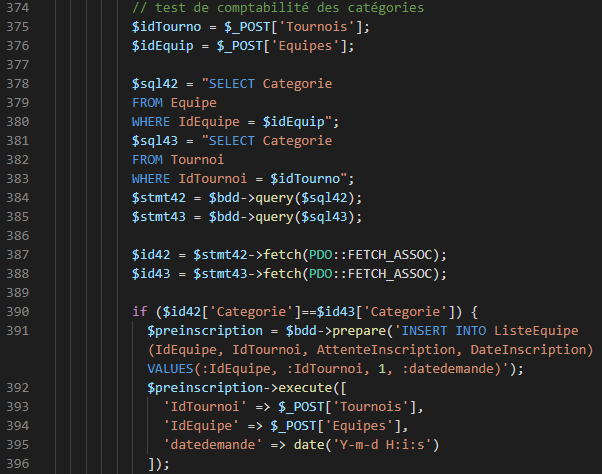 374 // test de comptabilité des catégories
375 $idTourno = $_POST['Tournois'];
376 $idEquip = $_POST['Equipes'];
377
378 $sql42 = "SELECT Categorie
379 FROM Equipe
380 WHERE IdEquipe = $idEquip";
381 $sql43 = "SELECT Categorie
382 FROM Tournoi
383 WHERE IdTournoi = $idTourno";
384 $stmt42 = $bdd->query($sql42);
385 $stmt43 = $bdd->query($sql43);
386
387 $id42 = $stmt42->fetch(PDO::FETCH_ASSOC);
388 $id43 = $stmt43->fetch(PDO::FETCH_ASSOC);
389
390 if ($id42['Categorie']==$id43['Categorie']) {
391 $preinscription = $bdd->prepare('INSERT INTO ListeEquipe
(IdEquipe, IdTournoi, AttenteInscription, DateInscription)
VALUES(:IdEquipe, :IdTournoi, 1, :datedemande)');
392 $preinscription->execute([
393 'IdTournoi' => $_POST['Tournois'],
394 'IdEquipe' => $_POST['Equipes'],
395 'datedemande' => date('Y-m-d H:i:s')
396 ]);